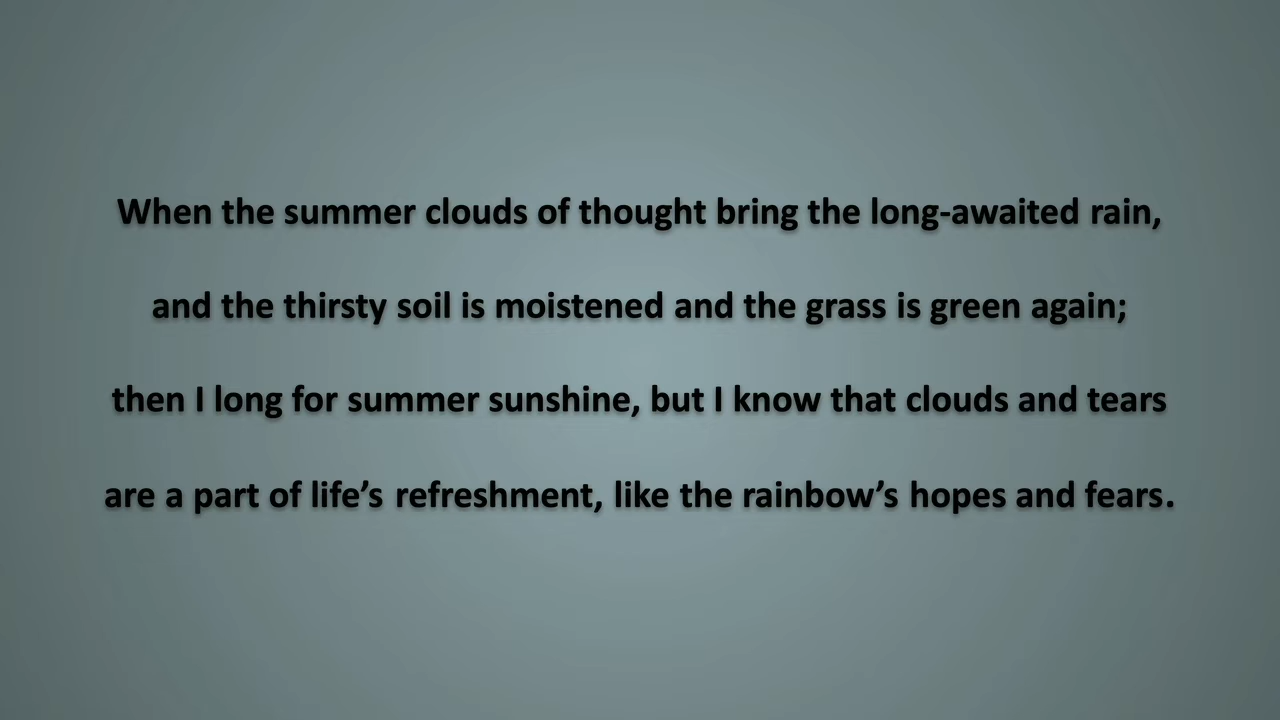 When the summer clouds of thought bring the long-awaited rain,
and the thirsty soil is moistened and the grass is green again;
then I long for summer sunshine, but I know that clouds and tears
are a part of life’s refreshment, like the rainbow’s hopes and fears.